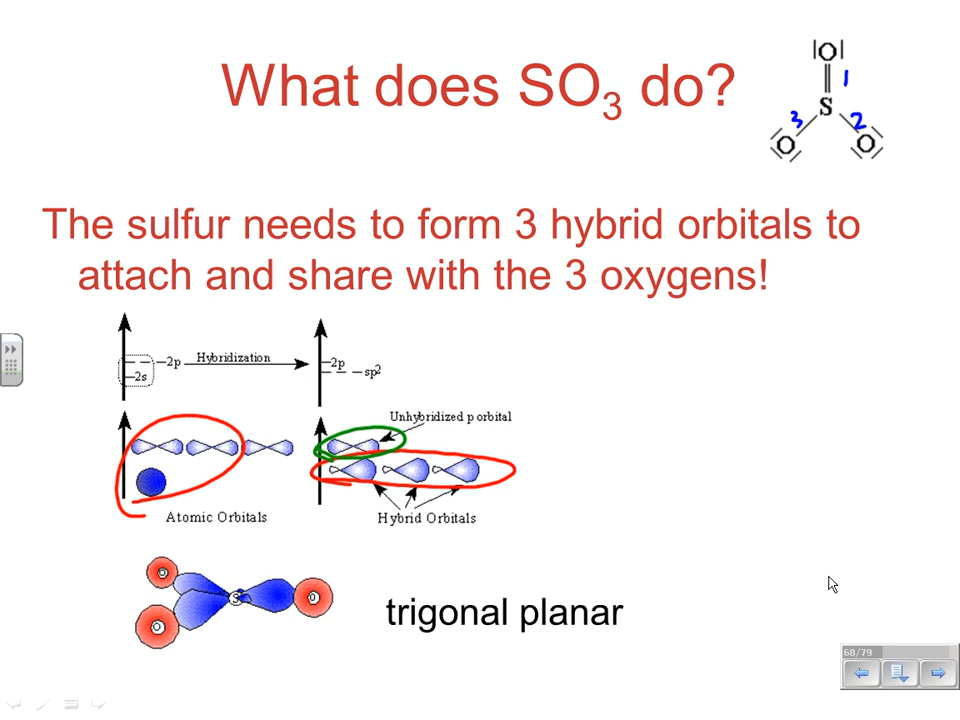 What does SO3 do?
|O|
1
S
3 2
O O
The sulfur needs to form 3 hybrid orbitals to
attach and share with the 3 oxygens!
2p Hybridization 2p
2s sp2
Unhybridized p orbital
Atomic Orbitals Hybrid Orbitals
O
S O
O
trigonal planar
68/79